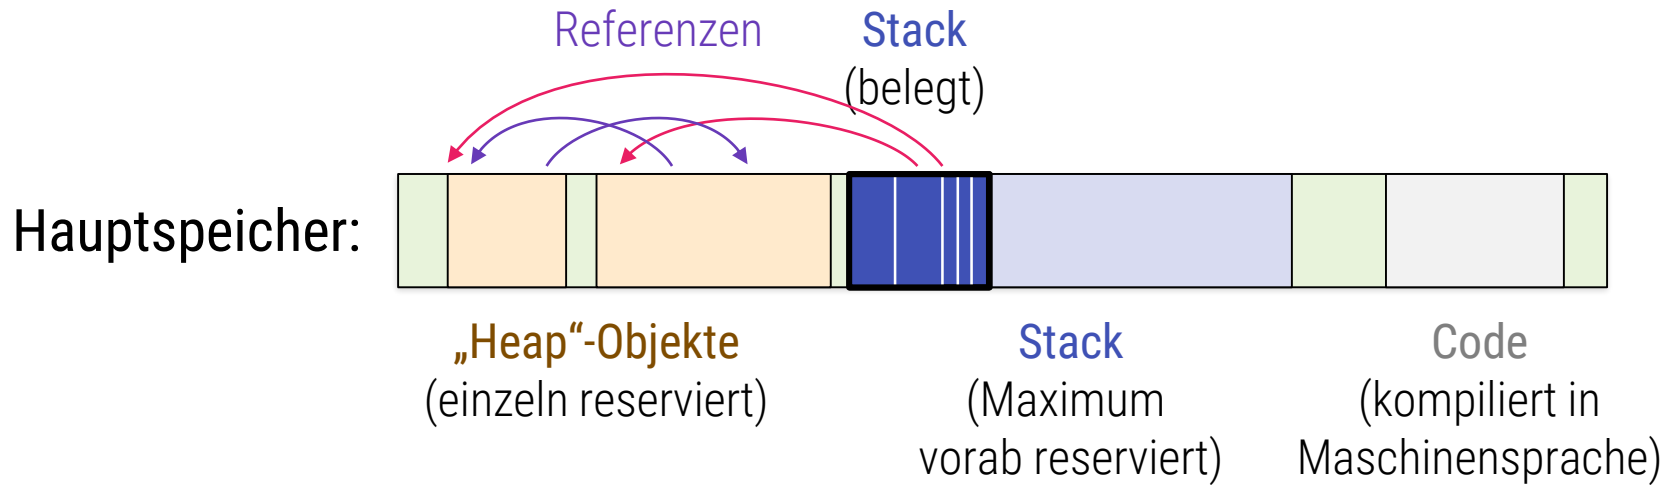 Referenzen
Stack
(belegt)
Hauptspeicher:
„Heap“-Objekte
(einzeln reserviert)
Stack
(Maximum
vorab reserviert)
Code
(kompiliert in
Maschinensprache)